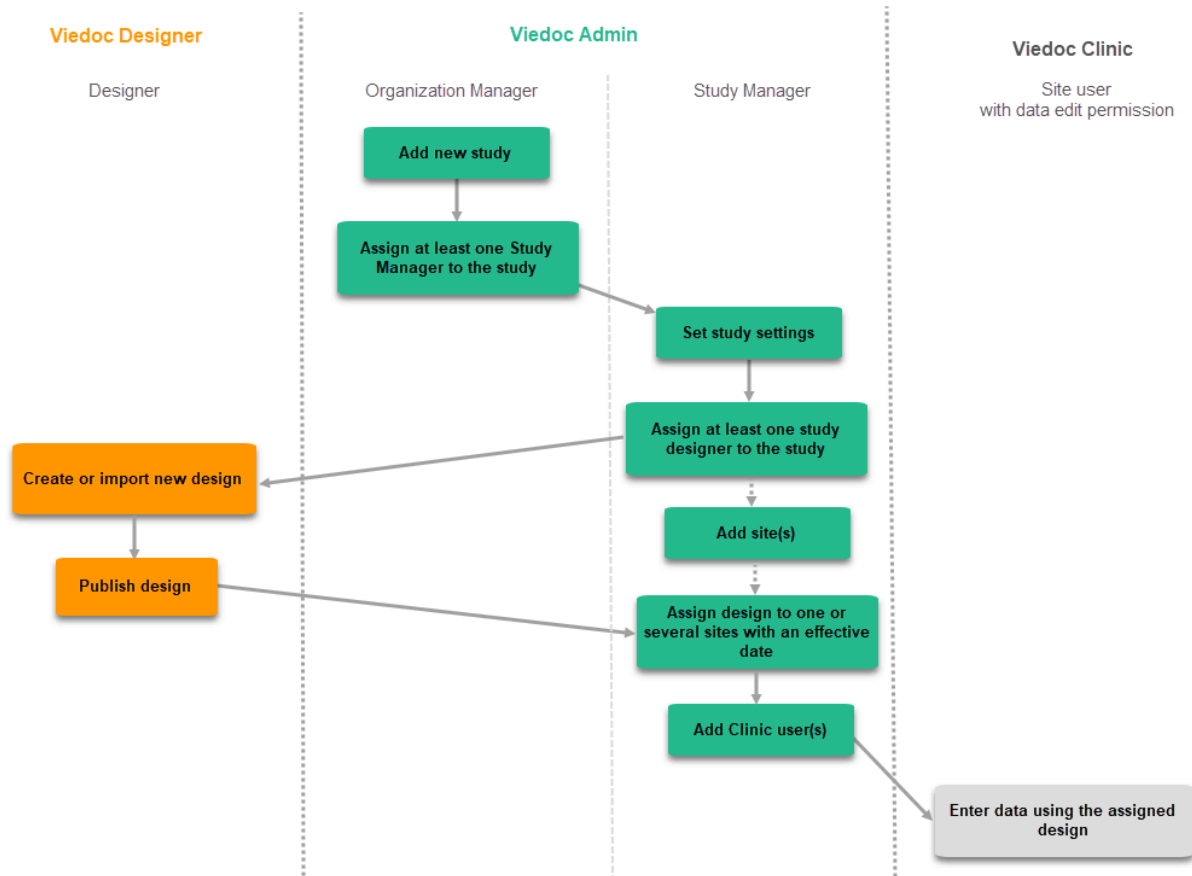 Viedoc Designer
Viedoc Admin
Viedoc Clinic
Designer
Organization Manager
Study Manager
Site user
with data edit permission
Add new study
Assign at least one Study
Manager to the study
Set study settings
Assign at least one study
designer to the study
Create or import new design
Add site(s)
Publish design
Assign design to one or
several sites with an effective
date
Add Clinic user(s)
Enter data using the assigned
design